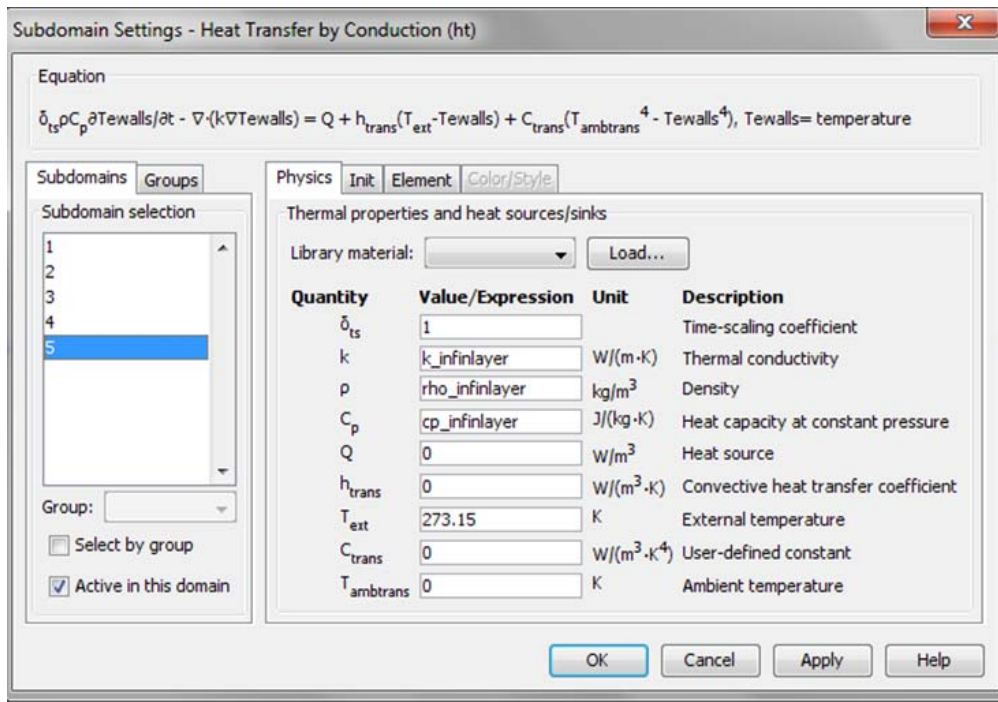 Subdomain Settings - Heat Transfer by Conduction (ht)
Equation
δtsρCp∂Tewalls/∂t - ∇·(k∇Tewalls) = Q + htrans(Text-Tewalls) + Ctrans(Tambtrans⁴ - Tewalls⁴), Tewalls= temperature
Subdomains Groups
Subdomain selection
1
2
3
4
5
Group:
Select by group
Active in this domain
Physics Init Element Color/Style
Thermal properties and heat sources/sinks
Library material: Load...
Quantity Value/Expression Unit Description
δts 1 Time-scaling coefficient
k k_infinlayer W/(m·K) Thermal conductivity
ρ rho_infinlayer kg/m³ Density
Cp cp_infinlayer J/(kg·K) Heat capacity at constant pressure
Q 0 W/m³ Heat source
htrans 0 W/(m³·K) Convective heat transfer coefficient
Text 273.15 K External temperature
Ctrans 0 W/(m³·K⁴) User-defined constant
Tambtrans 0 K Ambient temperature
OK Cancel Apply Help